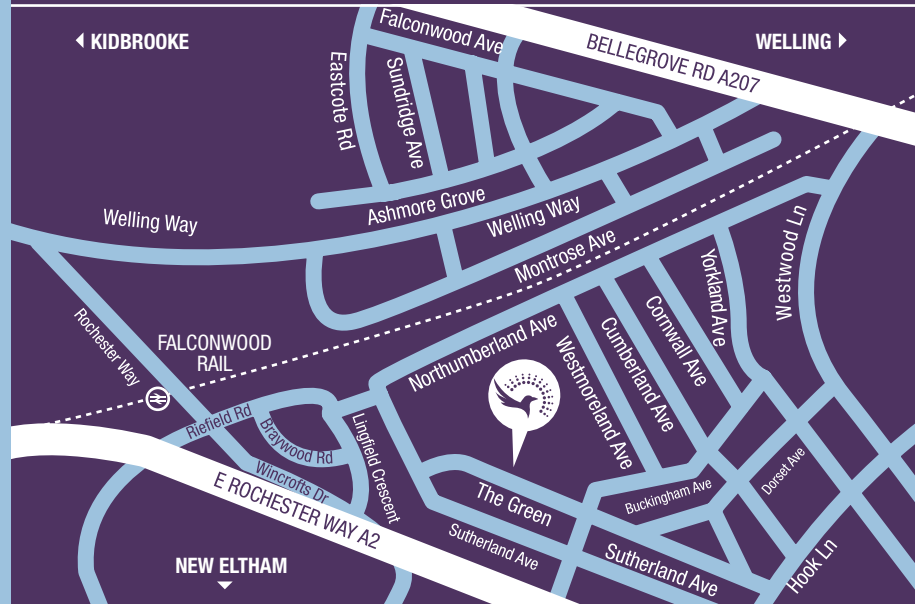 KIDBROOKE
Falconwood Ave
BELLEGROVE RD A207
WELLING
Eastcote Rd
Sundridge Ave
Ashmore Grove
Welling Way
Welling Way
Montrose Ave
Westwood Ln
Yorkland Ave
Cornwall Ave
Cumberland Ave
Westmoreland Ave
Northumberland Ave
Rochester Way
FALCONWOOD
RAIL
Riefield Rd
Braywood Rd
Lingfield Crescent
Wincrofts Dr
E ROCHESTER WAY A2
The Green
Buckingham Ave
Dorset Ave
Sutherland Ave
Sutherland Ave
Hook Ln
NEW ELTHAM